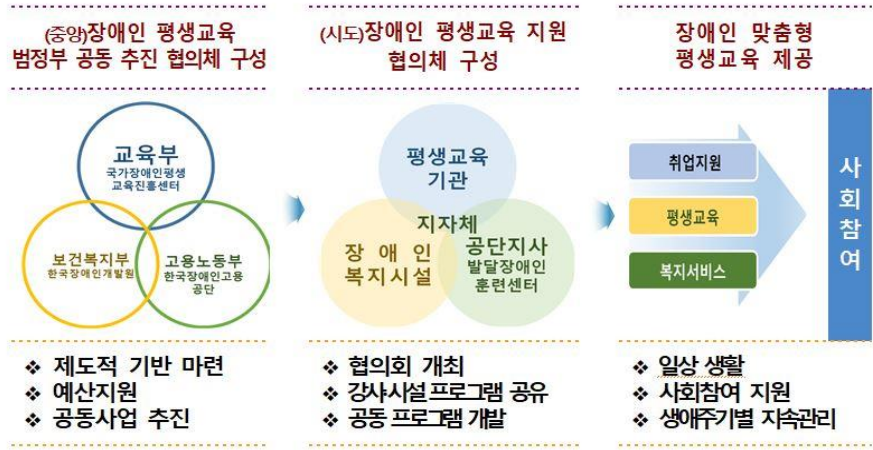 (중앙)장애인 평생교육
범정부 공동 추진 협의체 구성
교육부
국가장애인평생
교육진흥센터
보건복지부
한국장애인개발원
고용노동부
한국장애인고용
공단
❖ 제도적 기반 마련
❖ 예산지원
❖ 공동사업 추진
(시도)장애인 평생교육 지원
협의체 구성
평생교육
기관
지자체
장 애 인
복지시설
공단지사
발달장애인
훈련센터
❖ 협의회 개최
❖ 강사·시설 프로그램 공유
❖ 공동 프로그램 개발
장애인 맞춤형
평생교육 제공
취업지원
평생교육
복지서비스
사
회
참
여
❖ 일상 생활
❖ 사회참여 지원
❖ 생애주기별 지속관리